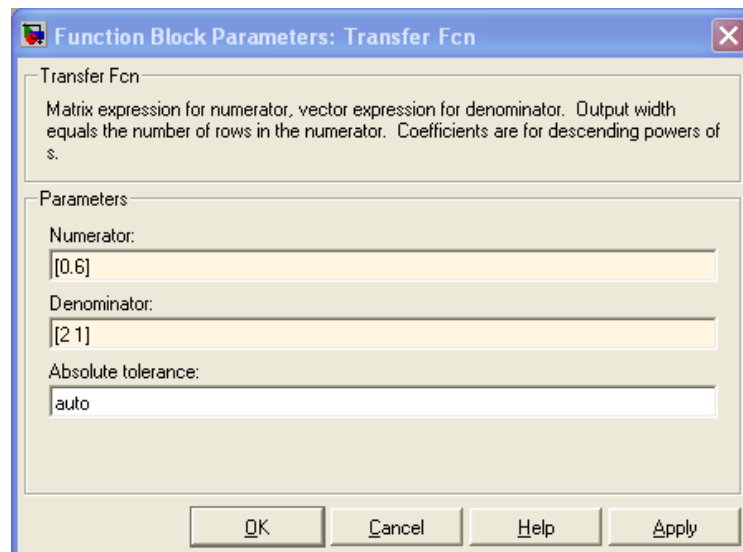 Function Block Parameters: Transfer Fcn
Transfer Fcn
Matrix expression for numerator, vector expression for denominator. Output width
equals the number of rows in the numerator. Coefficients are for descending powers of
s.
Parameters
Numerator:
[0.6]
Denominator:
[2 1]
Absolute tolerance:
auto
OK Cancel Help Apply